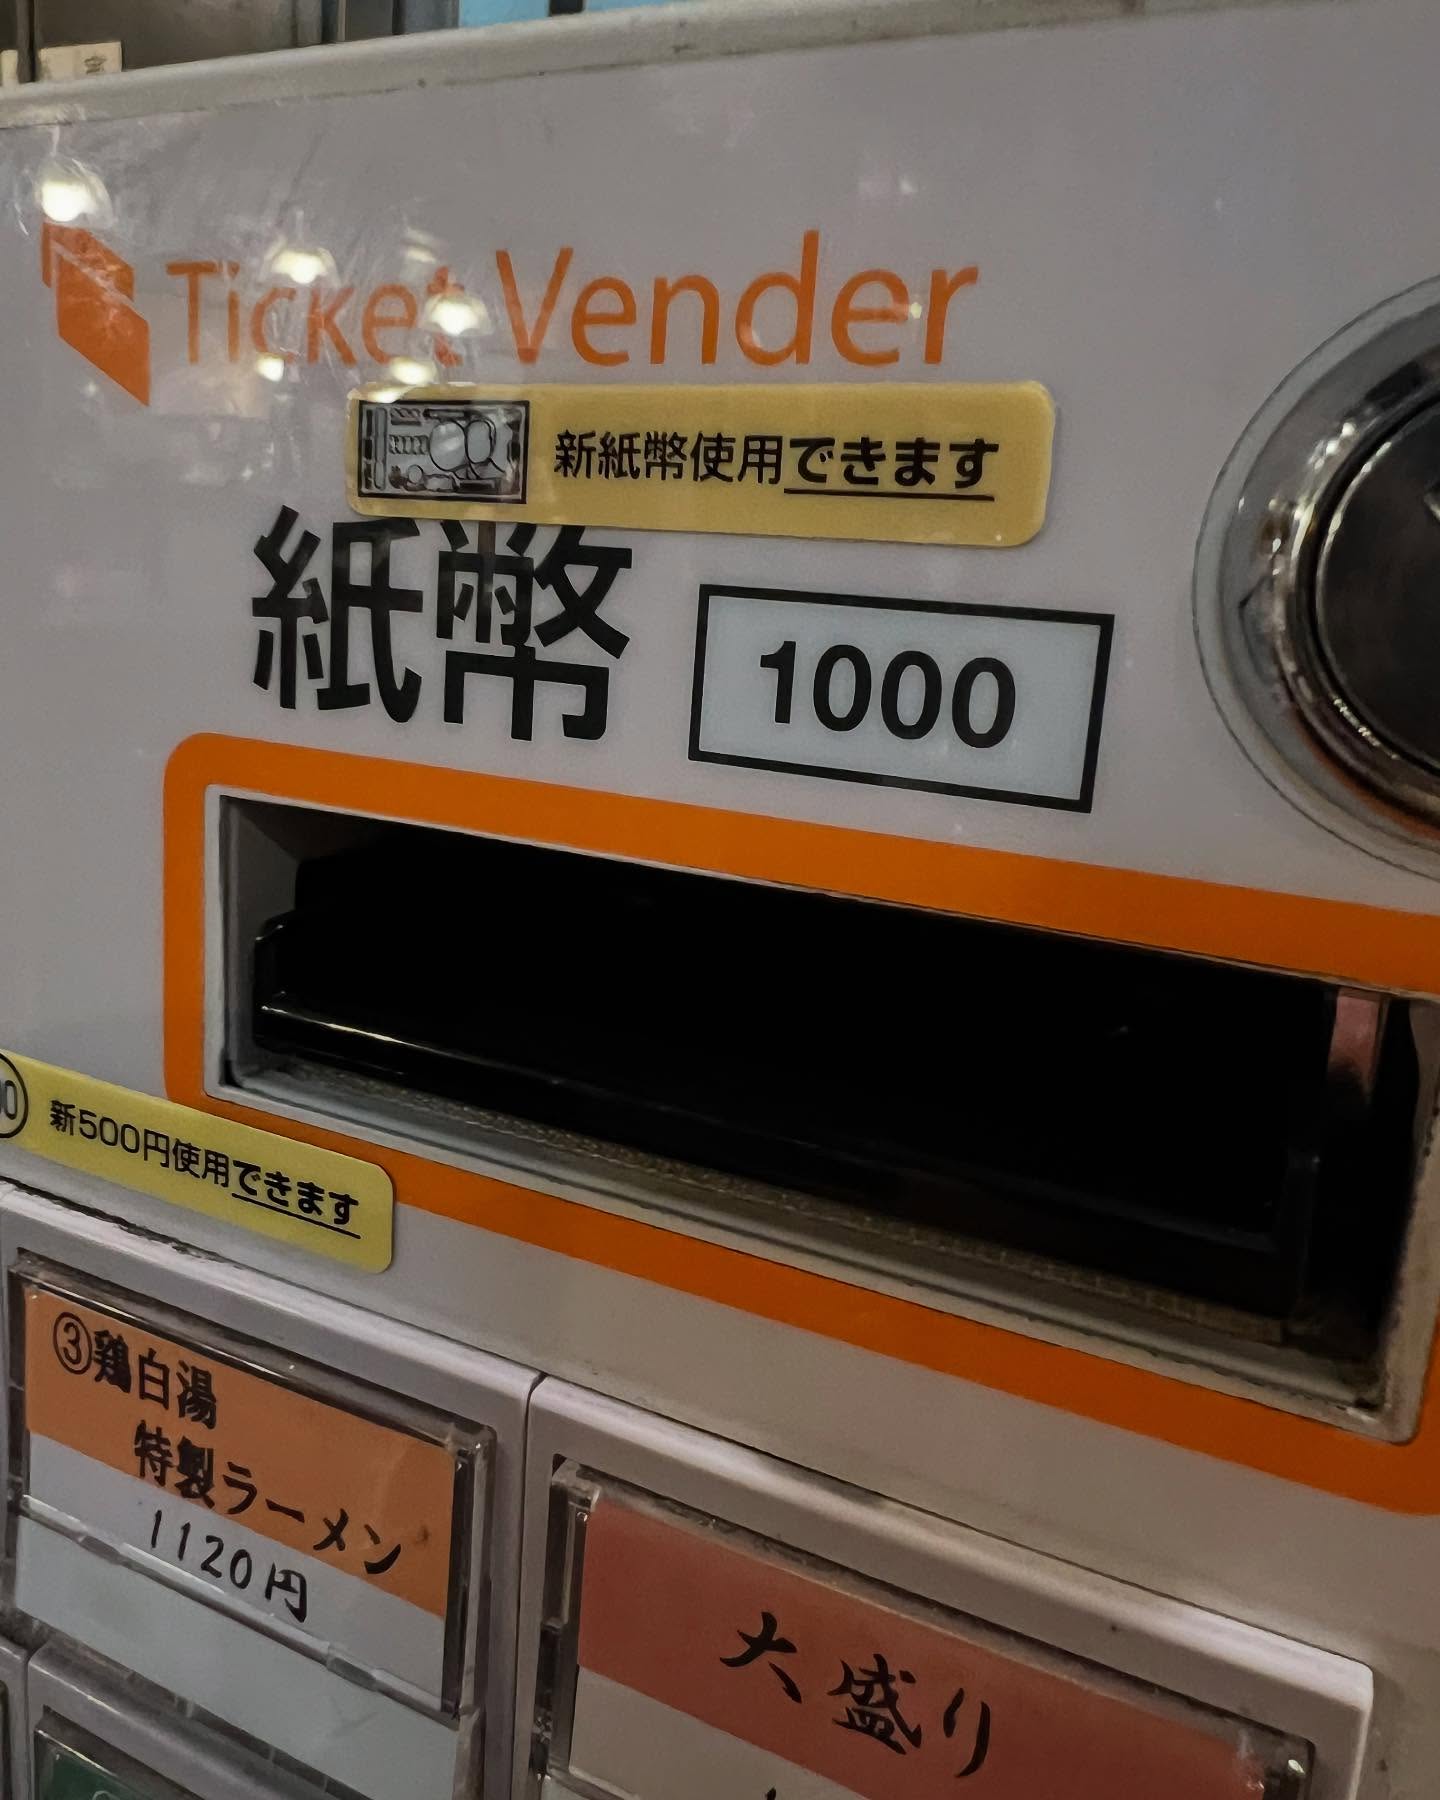 Ticket Vender
新紙幣使用できます
紙幣
1000
新500円使用できます
③鶏白湯
特製ラーメン
1120円
大盛り